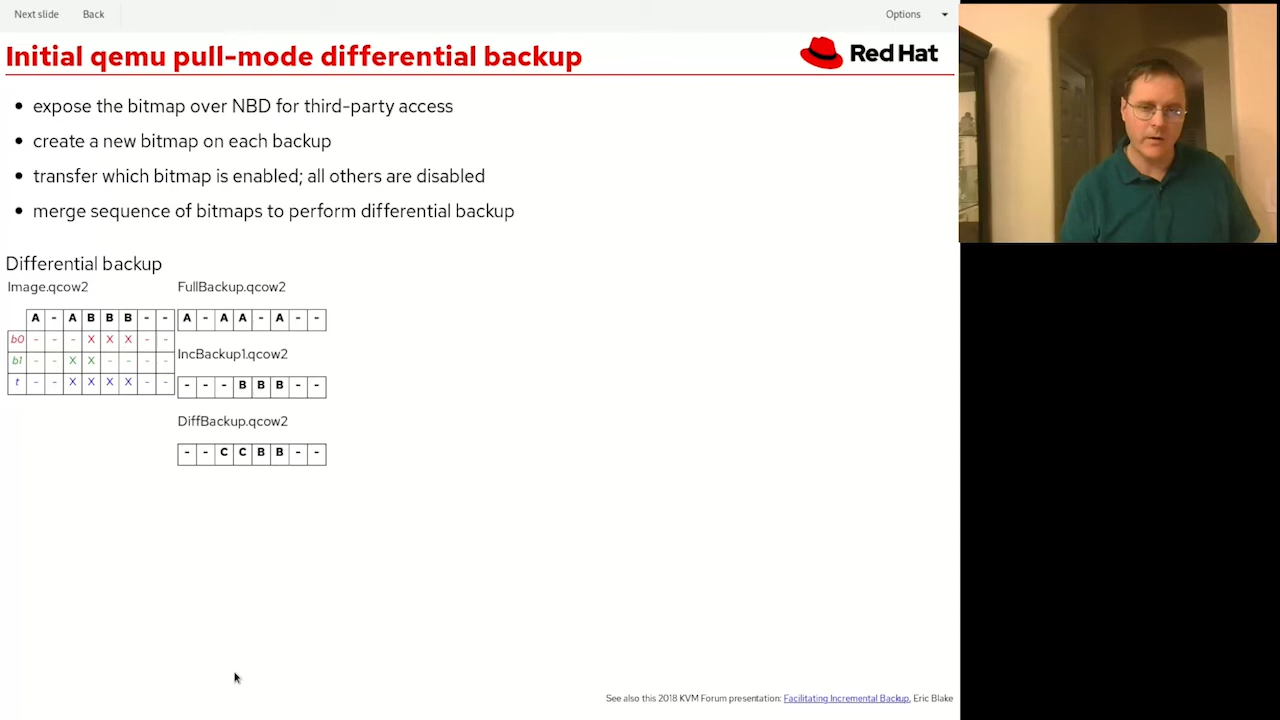 Next slide Back Options
Initial qemu pull-mode differential backup
Red Hat
• expose the bitmap over NBD for third-party access
• create a new bitmap on each backup
• transfer which bitmap is enabled; all others are disabled
• merge sequence of bitmaps to perform differential backup
Differential backup
Image.qcow2
A - A B B B - -
b0 - - - X X X - -
b1 - - X X - - - -
t - - X X X X - -
FullBackup.qcow2
A - A A - A - -
IncBackup1.qcow2
- - - B B B - -
DiffBackup.qcow2
- - C C B B - -
See also this 2018 KVM Forum presentation: Facilitating Incremental Backup, Eric Blake